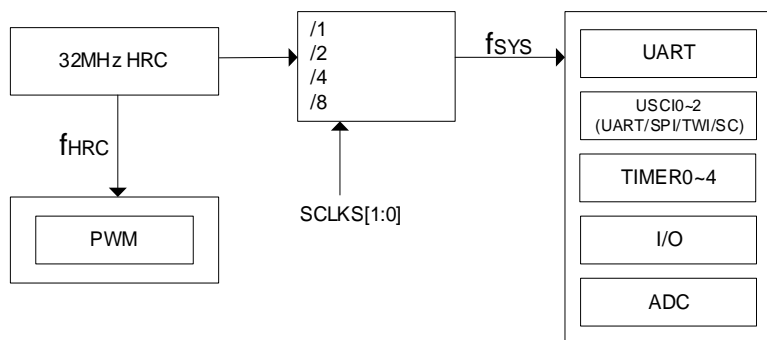 32MHz HRC
/1
/2
/4
/8
fSYS
UART
USCI0~2
(UART/SPI/TWI/SC)
TIMER0~4
I/O
ADC
fHRC
PWM
SCLKS[1:0]